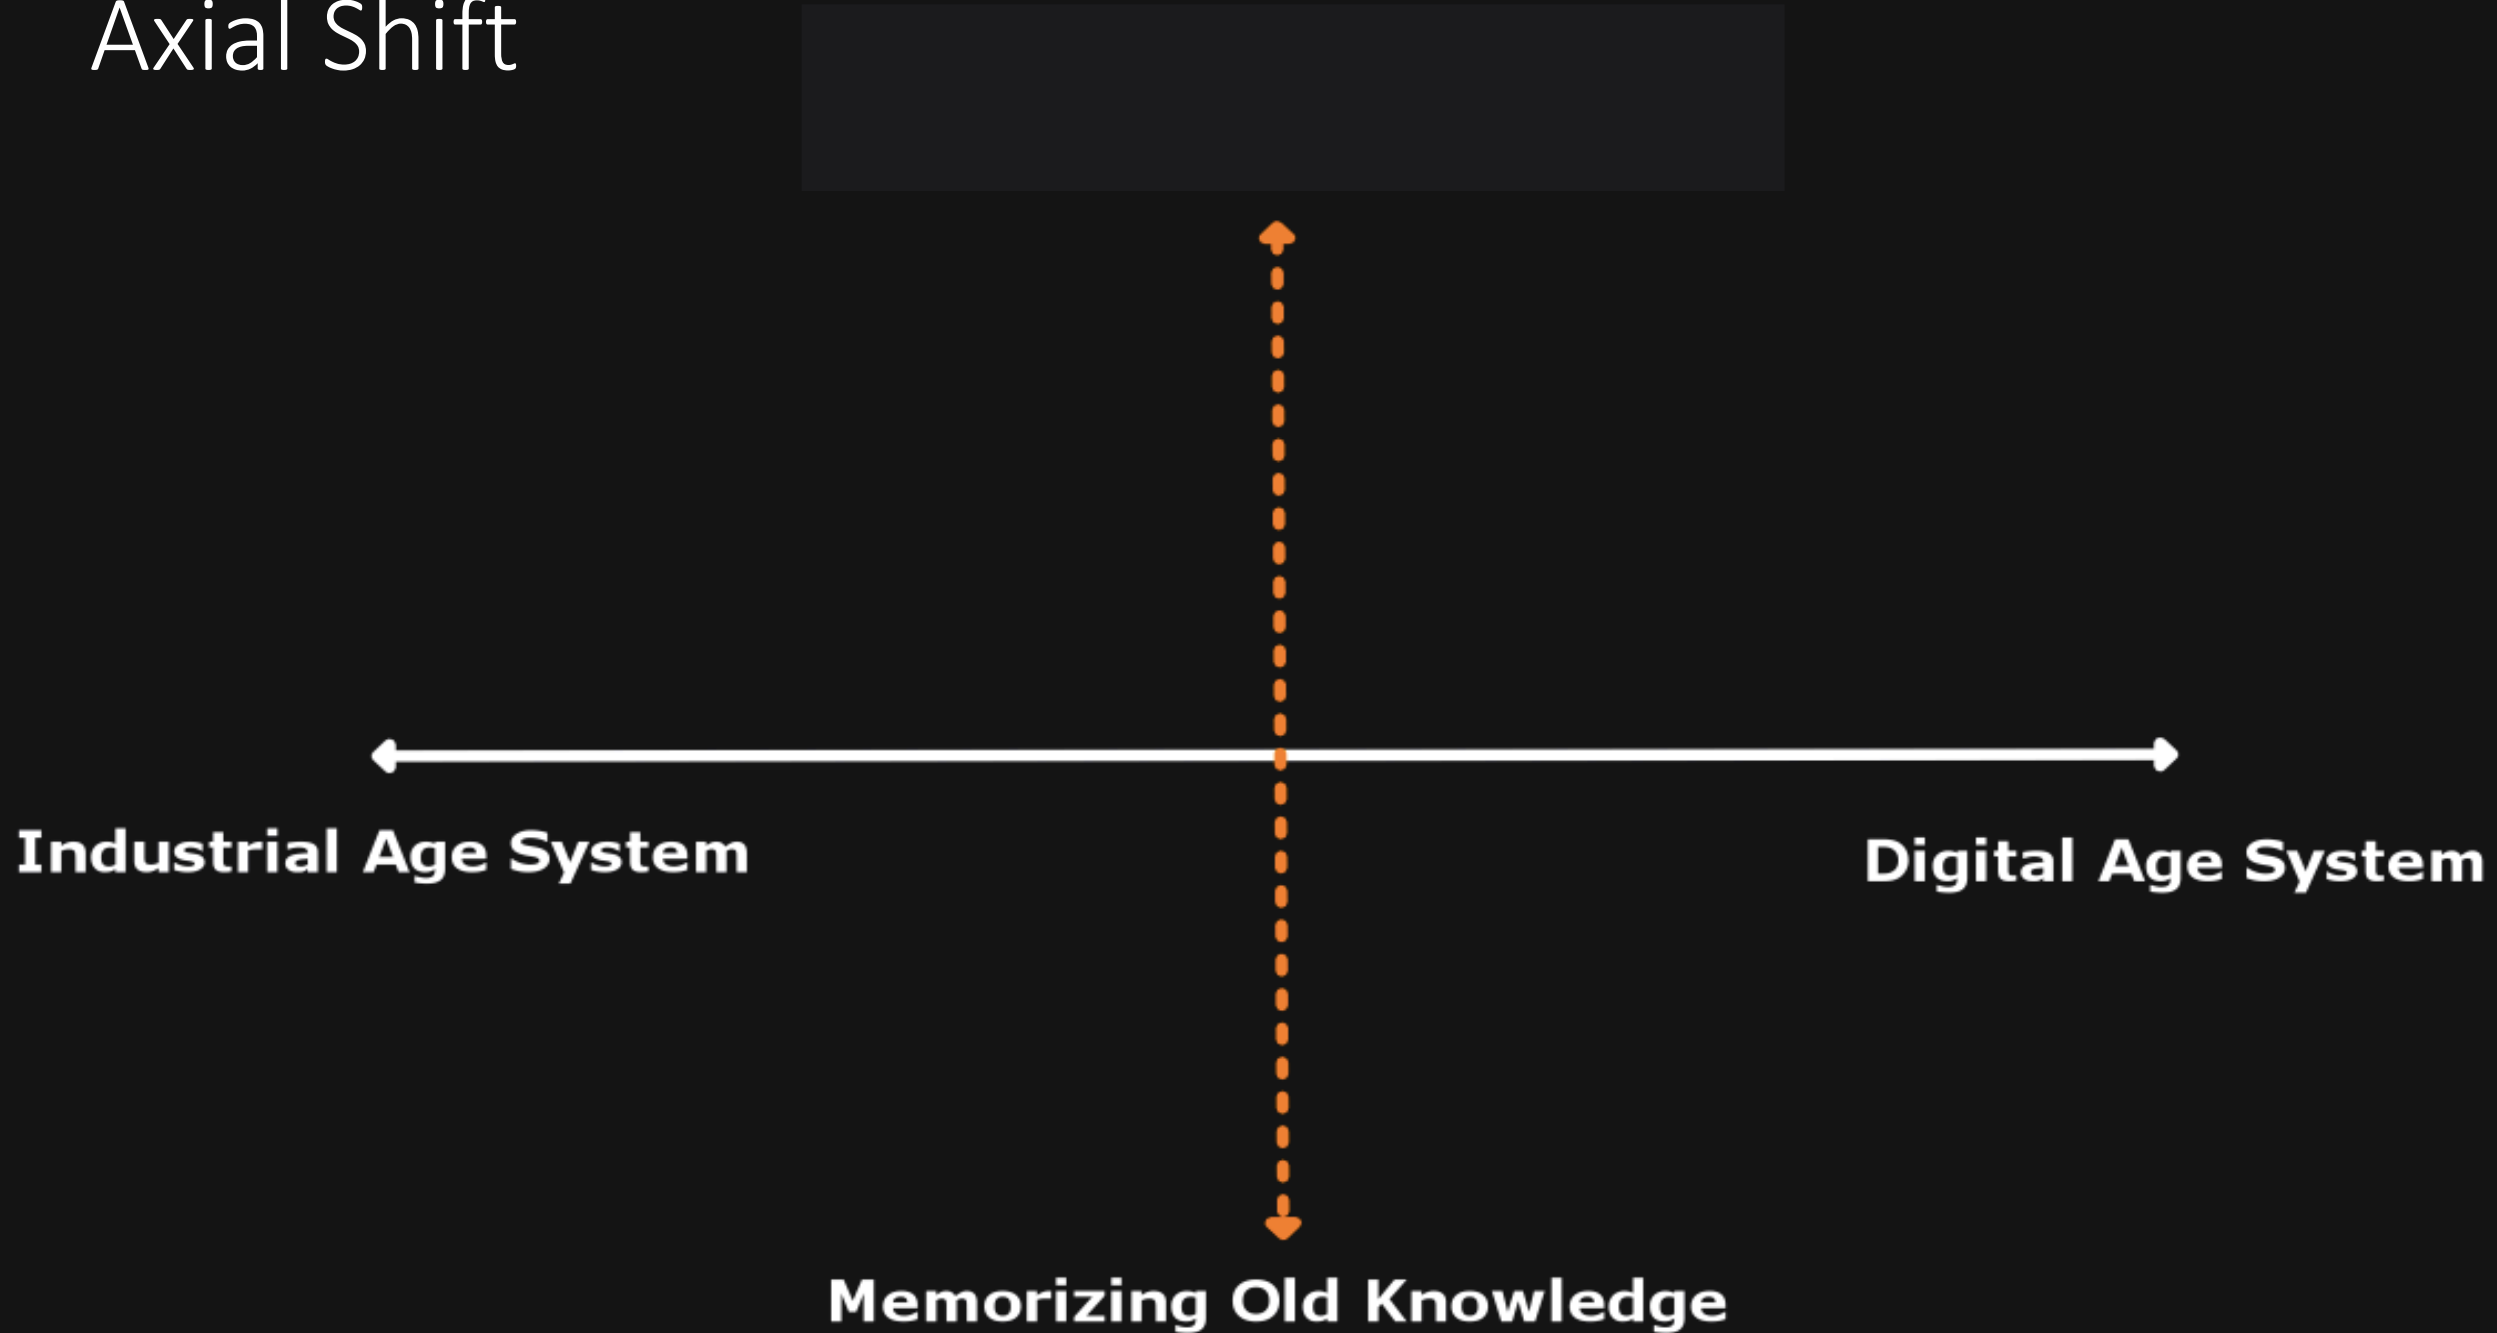 Axial Shift
Industrial Age System
Digital Age System
Memorizing Old Knowledge